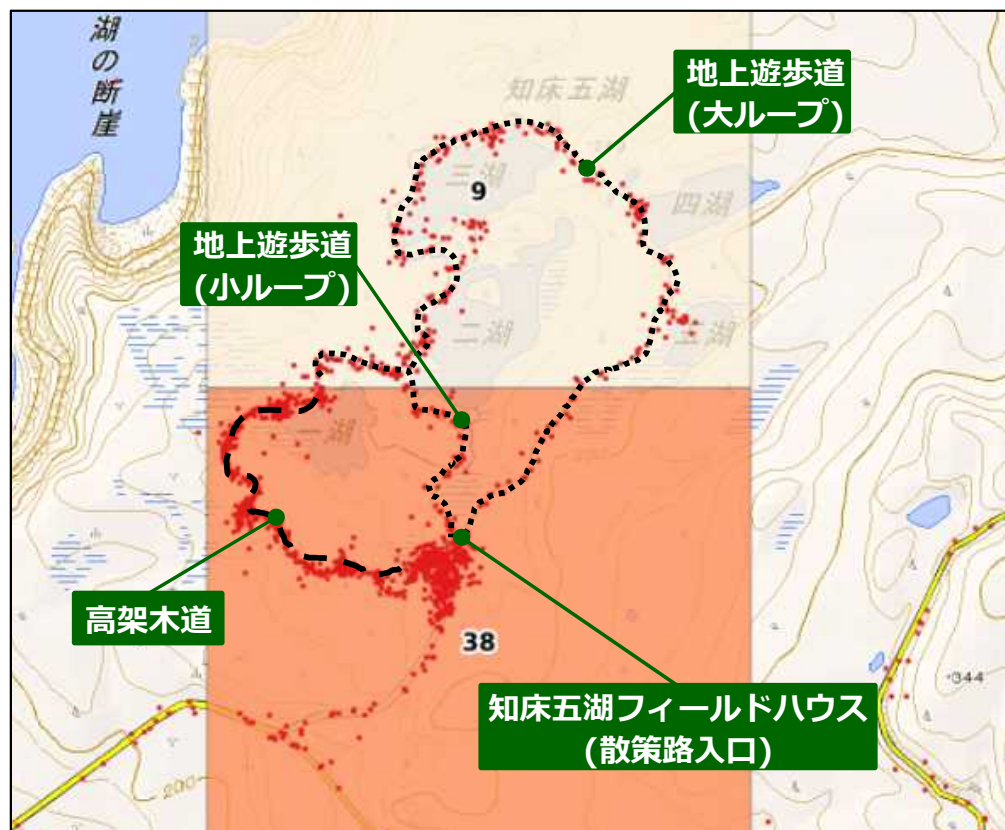 湖の断崖
地上遊歩道
(大ループ)
知床五湖
三湖
9
四湖
地上遊歩道
(小ループ)
二湖
二湖
一湖
高架木道
38
344
知床五湖フィールドハウス
(散策路入口)
200